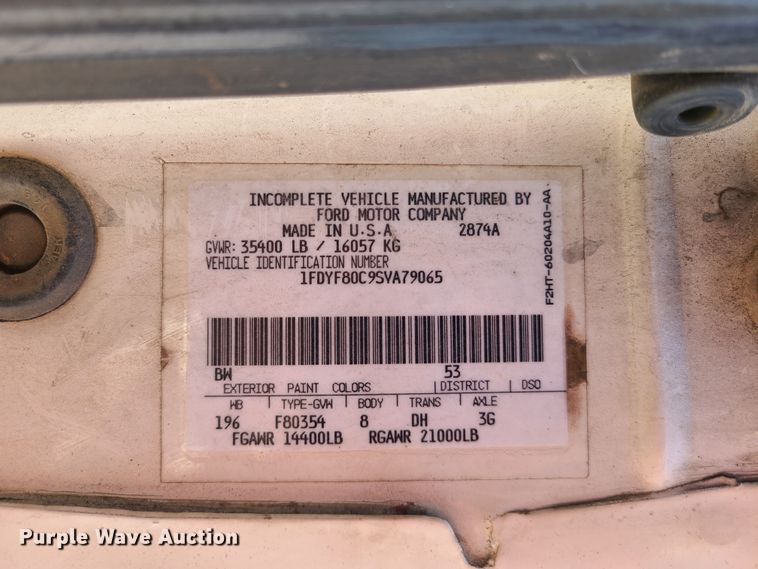 INCOMPLETE VEHICLE MANUFACTURED BY
FORD MOTOR COMPANY
MADE IN U.S.A 2874A
GVWR: 35400 LB / 16057 KG
VEHICLE IDENTIFICATION NUMBER
1FDYF80C9SVA79065
F2HT-60204A10-AA.
BW 53
EXTERIOR PAINT COLORS DISTRICT DSO
WB TYPE-GVW BODY TRANS AXLE
196 F80354 8 DH 3G
FGAWR 14400LB RGAWR 21000LB
Purple Wave Auction